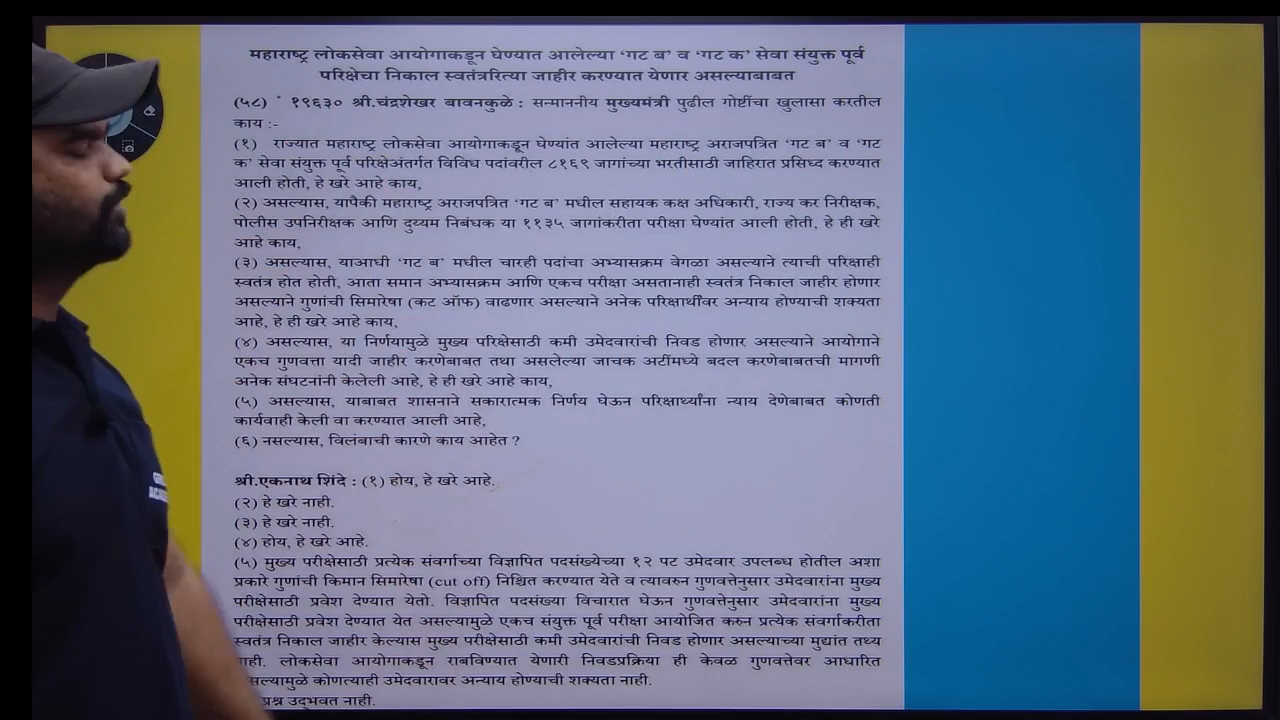 महाराष्ट्र लोकसेवा आयोगाकडून घेण्यात आलेल्या ‘गट ब’ व ‘गट क’ सेवा संयुक्त पूर्व
परिक्षेचा निकाल स्वतंत्ररित्या जाहीर करण्यात येणार असल्याबाबत
(५८) * १९६३० श्री.चंद्रशेखर बावनकुळे : सन्माननीय मुख्यमंत्री पुढील गोष्टींचा खुलासा करतील
काय :-
(१) राज्यात महाराष्ट्र लोकसेवा आयोगाकडून घेण्यांत आलेल्या महाराष्ट्र अराजपत्रित ‘गट ब’ व ‘गट
क’ सेवा संयुक्त पूर्व परिक्षेअंतर्गत विविध पदांवरील ८१६९ जागांच्या भरतीसाठी जाहिरात प्रसिध्द करण्यात
आली होती, हे खरे आहे काय,
(२) असल्यास, यापैकी महाराष्ट्र अराजपत्रित ‘गट ब’ मधील सहायक कक्ष अधिकारी, राज्य कर निरीक्षक,
पोलीस उपनिरीक्षक आणि दुय्यम निबंधक या ११३५ जागांकरीता परीक्षा घेण्यांत आली होती, हे ही खरे
आहे काय,
(३) असल्यास, याआधी ‘गट ब’ मधील चारही पदांचा अभ्यासक्रम वेगळा असल्याने त्याची परिक्षाही
स्वतंत्र होत होती, आता समान अभ्यासक्रम आणि एकच परीक्षा असतानाही स्वतंत्र निकाल जाहीर होणार
असल्याने गुणांची सिमारेषा (कट ऑफ) वाढणार असल्याने अनेक परिक्षार्थींवर अन्याय होण्याची शक्यता
आहे, हे ही खरे आहे काय,
(४) असल्यास, या निर्णयामुळे मुख्य परिक्षेसाठी कमी उमेदवारांची निवड होणार असल्याने आयोगाने
एकच गुणवत्ता यादी जाहीर करणेबाबत तथा असलेल्या जाचक अटींमध्ये बदल करणेबाबतची मागणी
अनेक संघटनांनी केलेली आहे, हे ही खरे आहे काय,
(५) असल्यास, याबाबत शासनाने सकारात्मक निर्णय घेऊन परिक्षार्थ्यांना न्याय देणेबाबत कोणती
कार्यवाही केली वा करण्यात आली आहे,
(६) नसल्यास, विलंबाची कारणे काय आहेत ?
श्री.एकनाथ शिंदे : (१) होय, हे खरे आहे.
(२) हे खरे नाही.
(३) हे खरे नाही.
(४) होय, हे खरे आहे.
(५) मुख्य परीक्षेसाठी प्रत्येक संवर्गाच्या विज्ञापित पदसंख्येच्या १२ पट उमेदवार उपलब्ध होतील अशा
प्रकारे गुणांची किमान सिमारेषा (cut off) निश्चित करण्यात येते व त्यावरुन गुणवत्तेनुसार उमेदवारांना मुख्य
परीक्षेसाठी प्रवेश देण्यात येतो. विज्ञापित पदसंख्या विचारात घेऊन गुणवत्तेनुसार उमेदवारांना मुख्य
परीक्षेसाठी प्रवेश देण्यात येत असल्यामुळे एकच संयुक्त पूर्व परीक्षा आयोजित करुन प्रत्येक संवर्गाकरीता
स्वतंत्र निकाल जाहीर केल्यास मुख्य परीक्षेसाठी कमी उमेदवारांची निवड होणार असल्याच्या मुद्यांत तथ्य
नाही. लोकसेवा आयोगाकडून राबविण्यात येणारी निवडप्रक्रिया ही केवळ गुणवत्तेवर आधारित
असल्यामुळे कोणत्याही उमेदवारावर अन्याय होण्याची शक्यता नाही.
प्रश्न उद्भवत नाही.